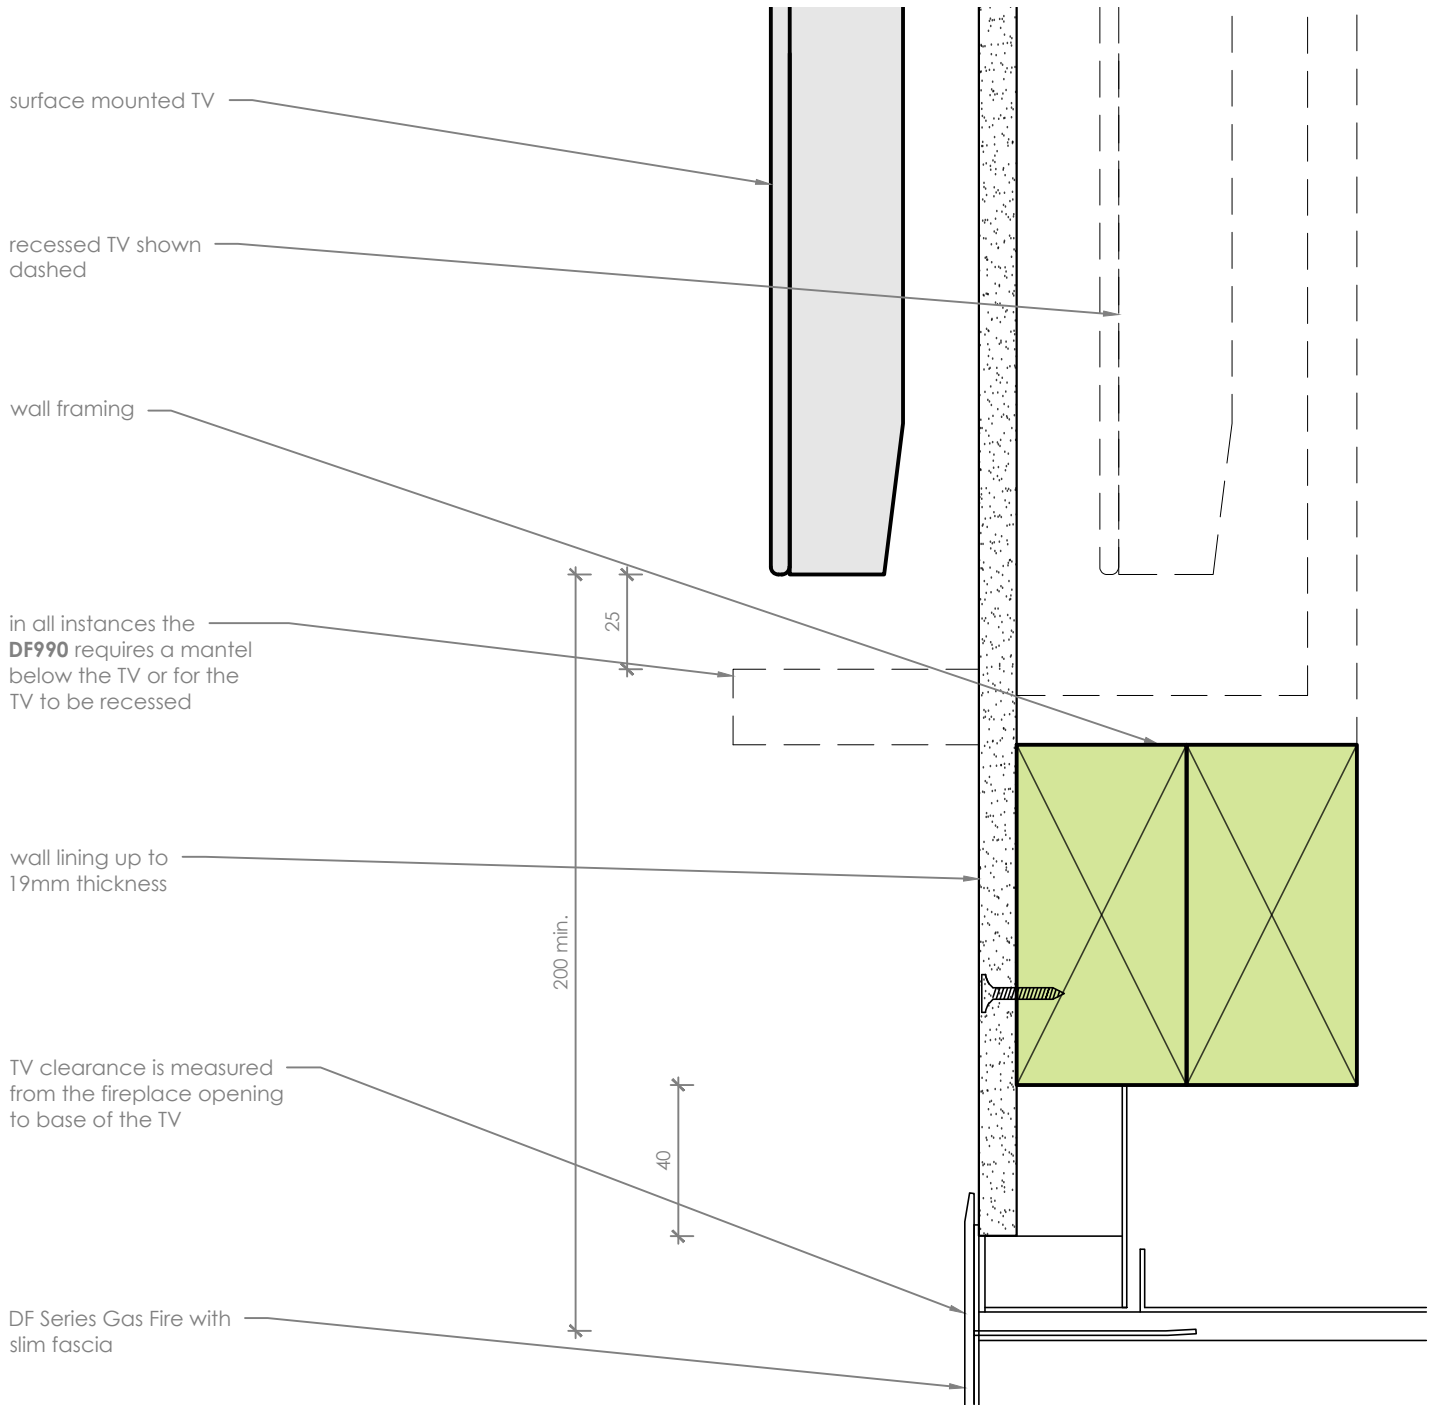 surface mounted TV
recessed TV shown
dashed
wall framing
25
in all instances the
DF990 requires a mantel
below the TV or for the
TV to be recessed
wall lining up to
19mm thickness
200 min.
TV clearance is measured
from the fireplace opening
to base of the TV
40
DF Series Gas Fire with
slim fascia